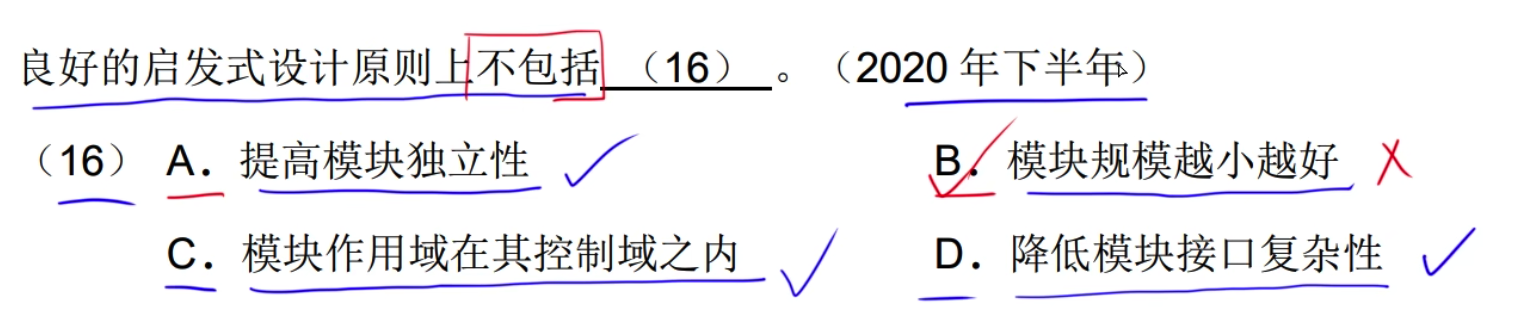 良好的启发式设计原则上不包括（16）。（2020 年下半年）
（16） A. 提高模块独立性 B. 模块规模越小越好
C. 模块作用域在其控制域之内 D. 降低模块接口复杂性